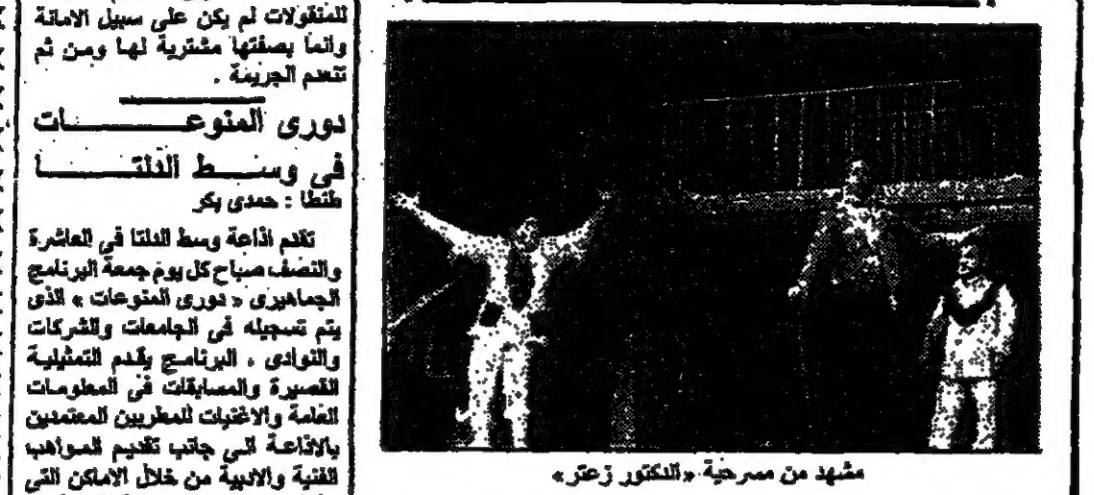 للمنقولات لم يكن على سبيل الامانة
وانما بصفتها مشترية لها ومن ثم
تنعدم الجريمة .
دورى المنوعـــــــات
فى وســـط الدلتـــــا
طنطا : حمدى بكر
تقدم اذاعة وسط الدلتا فى العاشرة
والنصف صباح كل يوم جمعة البرنامج
الجماهيرى « دورى المنوعات » الذى
يتم تسجيله فى الجامعات والشركات
والنوادى ، البرنامج يقدم التمثيلية
القصيرة والمسابقات فى المعلومات
العامة والاغنيات للمطربين المعتمدين
بالاذاعة الى جانب تقديم المواهب
الفنية والادبية من خلال الاماكن التى
مشهد من مسرحية «الدكتور زعتر»